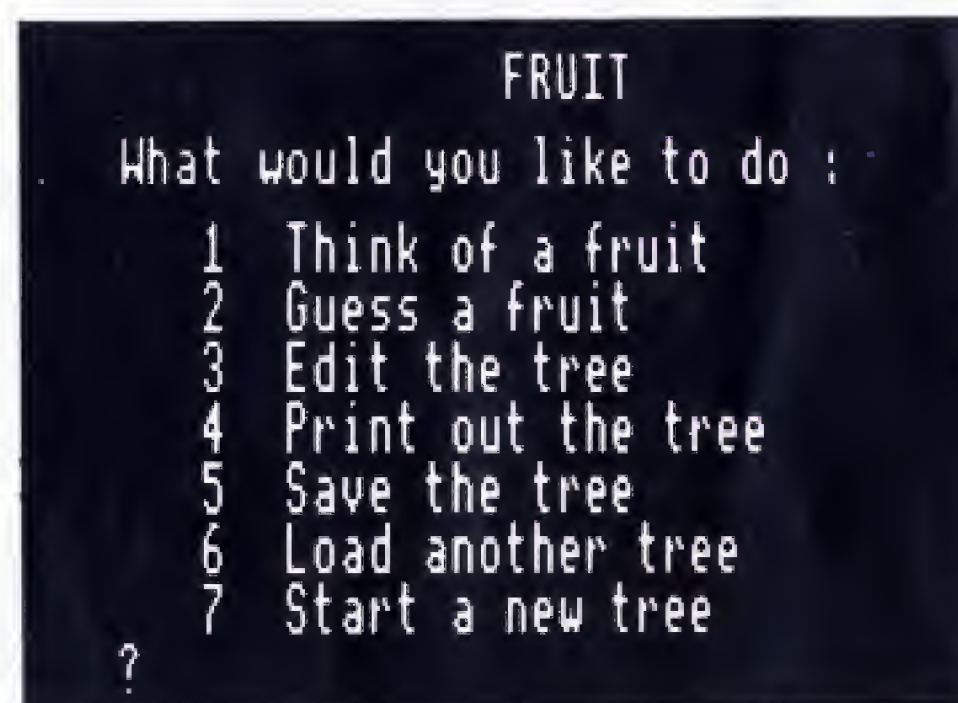 FRUIT
What would you like to do :
1 Think of a fruit
2 Guess a fruit
3 Edit the tree
4 Print out the tree
5 Save the tree
6 Load another tree
7 Start a new tree
?